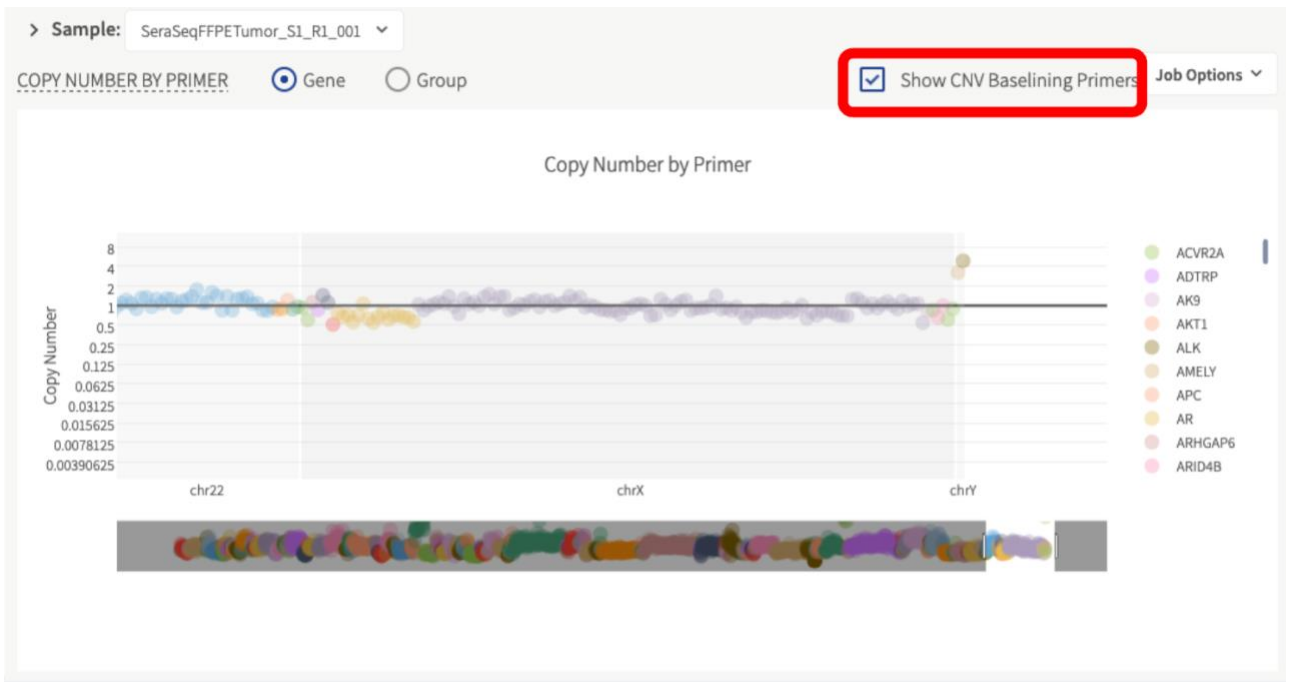 Sample: SeraSeqFFPETumor_S1_R1_001
COPY NUMBER BY PRIMER Gene Group Show CNV Baselining Primers Job Options
Copy Number by Primer
Copy Number
8
4
2
1
0.5
0.25
0.125
0.0625
0.03125
0.015625
0.0078125
0.00390625
chr22 chrX chrY
ACVR2A
ADTRP
AK9
AKT1
ALK
AMELY
APC
AR
ARHGAP6
ARID4B